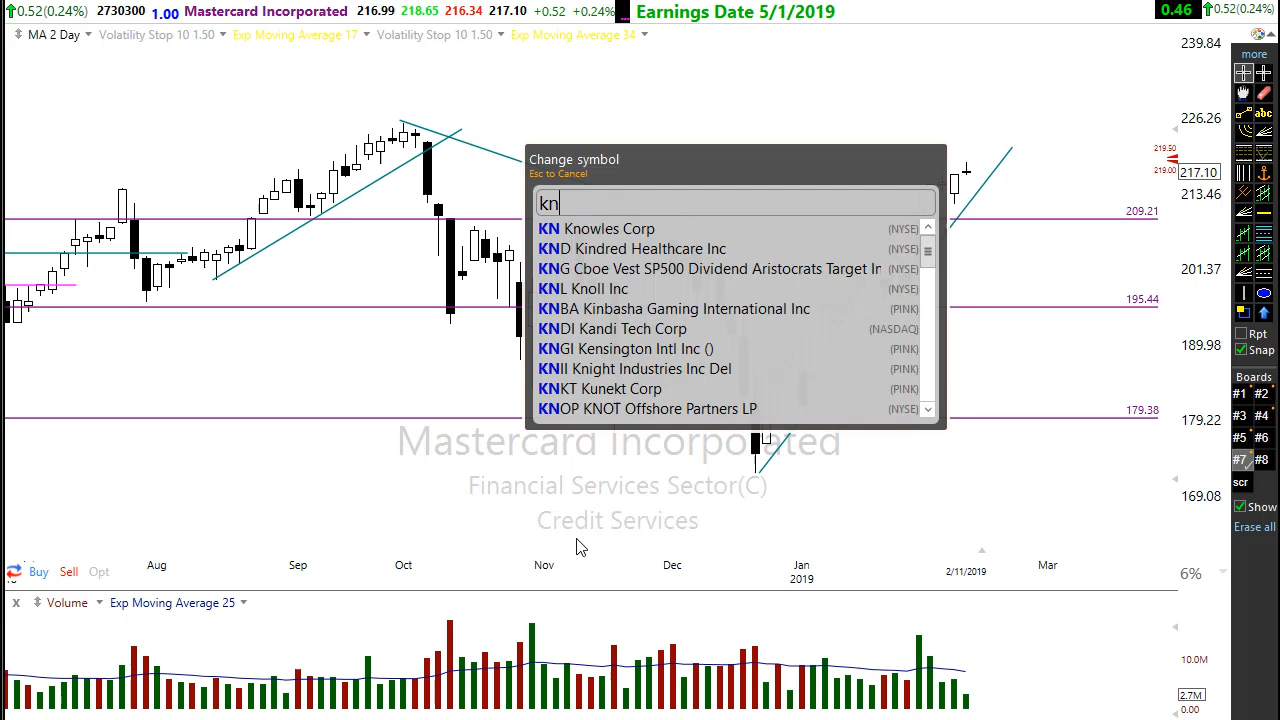 0.52(0.24%) 2730300 1.00 Mastercard Incorporated 216.99 218.65 216.34 217.10 +0.52 +0.24% ... Earnings Date 5/1/2019 0.46 0.52(0.24%)
MA 2 Day Volatility Stop 10 1.50 Exp Moving Average 17 Volatility Stop 10 1.50 Exp Moving Average 34
239.84
226.26
219.50
219.00
217.10
213.46
209.21
201.37
195.44
189.98
179.38
179.22
169.08
Change symbol
Esc to Cancel
kn
KN Knowles Corp (NYSE)
KND Kindred Healthcare Inc (NYSE)
KNG Cboe Vest SP500 Dividend Aristocrats Target In (NYSE)
KNL Knoll Inc (NYSE)
KNBA Kinbasha Gaming International Inc (PINK)
KNDI Kandi Tech Corp (NASDAQ)
KNGI Kensington Intl Inc () (PINK)
KNII Knight Industries Inc Del (PINK)
KNKT Kunekt Corp (PINK)
KNOP KNOT Offshore Partners LP (NYSE)
Mastercard Incorporated
Financial Services Sector(C)
Credit Services
Aug Sep Oct Nov Dec Jan 2/11/2019 Mar
2019
Buy Sell Opt
6%
X Volume Exp Moving Average 25
10.0M
2.7M
0.00
more
abc
Rpt
Snap
Boards
#1 #2
#3 #4
#5 #6
#7 #8
scr
Show
Erase all